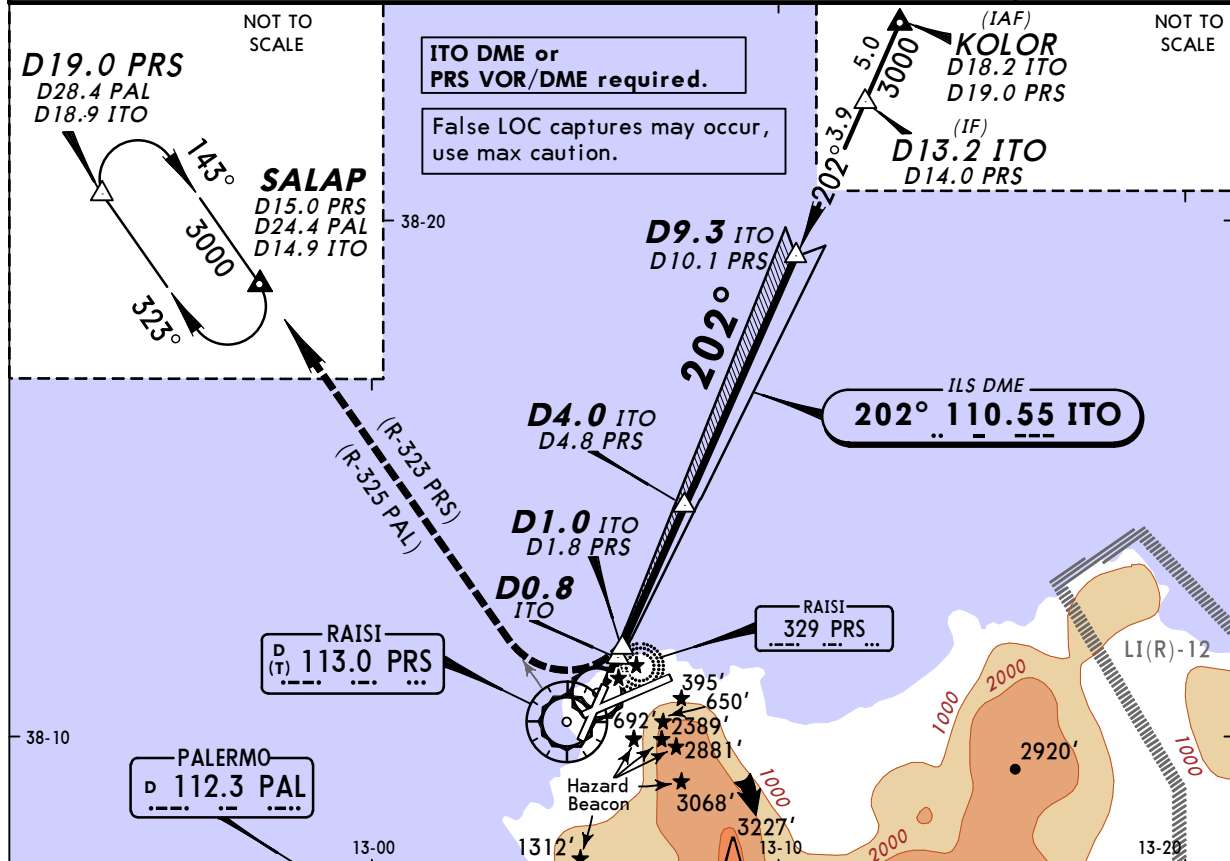 NOT TO
SCALE
D19.0 PRS
D28.4 PAL
D18.9 ITO
143°
SALAP
D15.0 PRS
D24.4 PAL
D14.9 ITO
3000
323°
ITO DME or
PRS VOR/DME required.
False LOC captures may occur,
use max caution.
(IAF)
KOLOR
D18.2 ITO
D19.0 PRS
NOT TO
SCALE
5.0
3000
(IF)
D13.2 ITO
D14.0 PRS
3.9
202°
38-20
D9.3 ITO
D10.1 PRS
202°
ILS DME
202° 110.55 ITO
D4.0 ITO
D4.8 PRS
(R-323 PRS)
(R-325 PAL)
D1.0 ITO
D1.8 PRS
D0.8
ITO
RAISI
D
(T) 113.0 PRS
RAISI
329 PRS
LI(R)-12
395'
650'
692'
2389'
2881'
Hazard
Beacon
3068'
3227'
1312'
1000
2000
1000
2920'
1000
2000
38-10
PALERMO
D 112.3 PAL
13-00
13-10
13-20